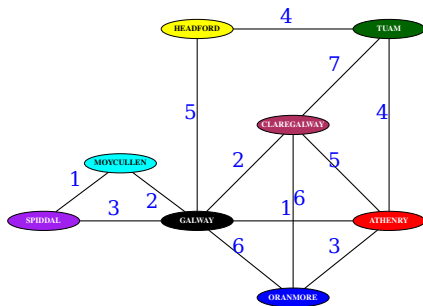 4
HEADFORD
TUAM
7
5
4
CLAREGALWAY
MOYCULLEN
2
5
1
2
6
3
1
SPIDDAL
GALWAY
ATHENRY
6
3
ORANMORE